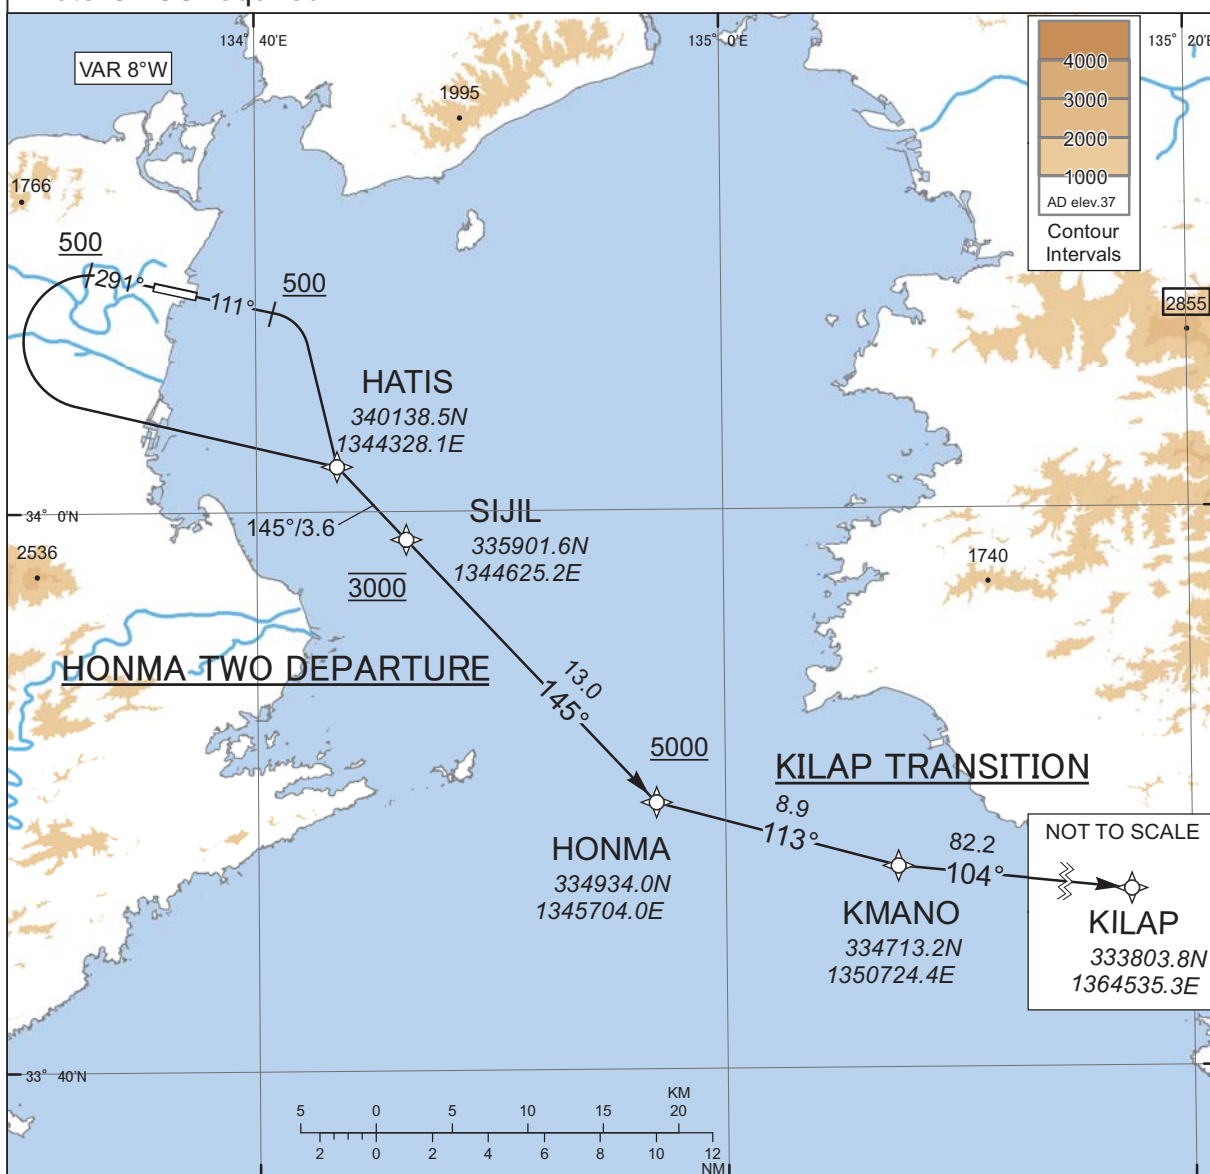 134° 40'E
135° 0'E
135° 20'E
VAR 8°W
1995
4000
3000
2000
1000
AD elev.37
Contour
Intervals
1766
500
291°
111°
500
2855
HATIS
340138.5N
1344328.1E
34° 0'N
145°/3.6
SIJIL
335901.6N
1344625.2E
3000
2536
1740
HONMA TWO DEPARTURE
13.0
145°
5000
KILAP TRANSITION
8.9
113°
HONMA
334934.0N
1345704.0E
82.2
104°
KMANO
334713.2N
1350724.4E
NOT TO SCALE
KILAP
333803.8N
1364535.3E
33° 40'N
KM
5 0 5 10 15 20
2 0 2 4 6 8 10 12
NM